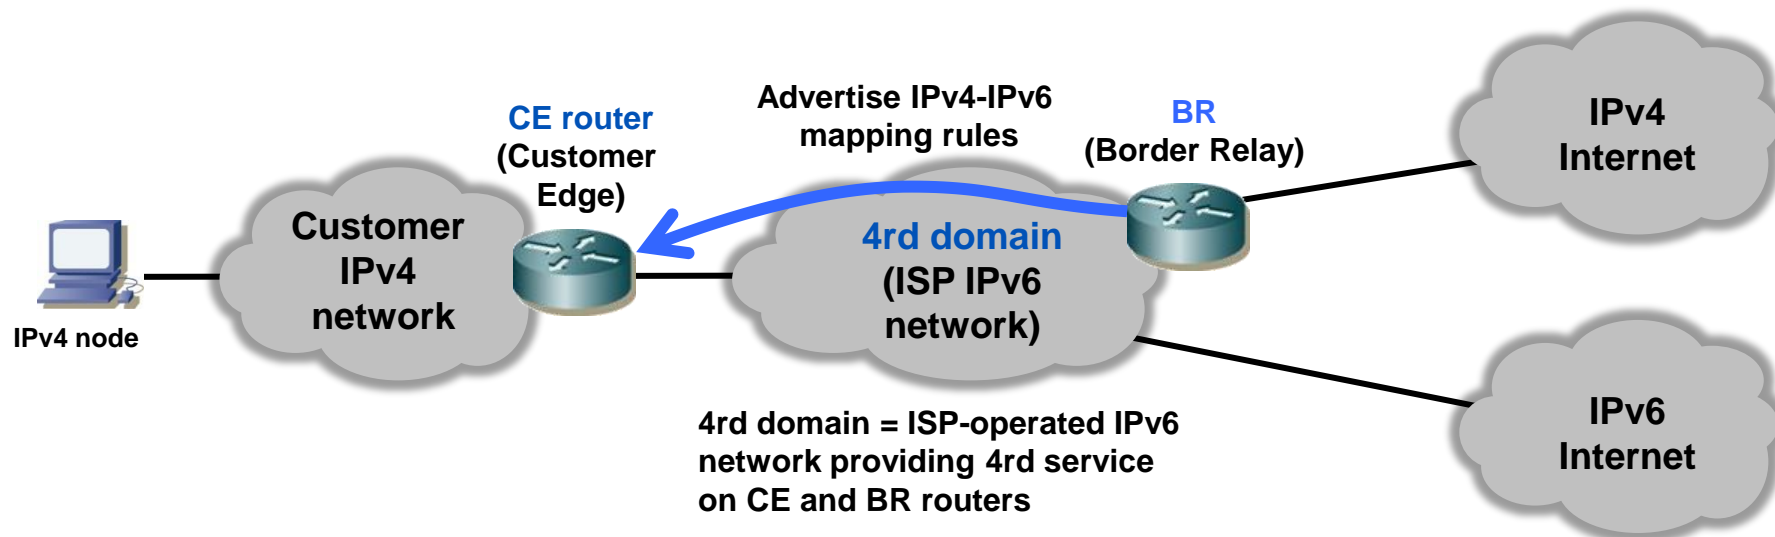 Advertise IPv4-IPv6
mapping rules
CE router
(Customer
Edge)
BR
(Border Relay)
IPv4
Internet
Customer
IPv4
network
4rd domain
(ISP IPv6
network)
IPv4 node
4rd domain = ISP-operated IPv6
network providing 4rd service
on CE and BR routers
IPv6
Internet